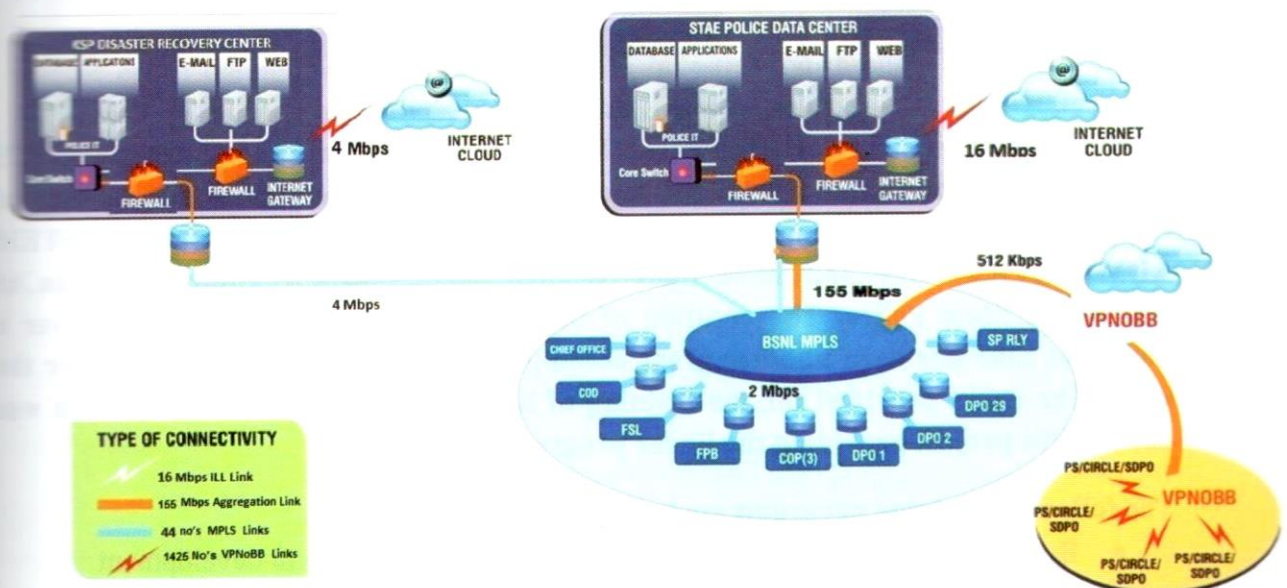 KSP DISASTER RECOVERY CENTER
DATABASE APPLICATIONS E-MAIL FTP WEB
POLICE IT
Core Switch
FIREWALL
FIREWALL
INTERNET
GATEWAY
4 Mbps
INTERNET
CLOUD
STAE POLICE DATA CENTER
DATABASE APPLICATIONS E-MAIL FTP WEB
POLICE IT
Core Switch
FIREWALL
FIREWALL
INTERNET
GATEWAY
16 Mbps
INTERNET
CLOUD
4 Mbps
155 Mbps
512 Kbps
VPNOBB
BSNL MPLS
2 Mbps
CHIEF OFFICE
COD
FSL
FPB
COP(3)
DPO 1
DPO 2
DPO 29
SP RLY
TYPE OF CONNECTIVITY
16 Mbps ILL Link
155 Mbps Aggregation Link
44 no's MPLS Links
1425 No's VPNoBB Links
PS/CIRCLE/SDPO
VPNOBB
PS/CIRCLE/
SDPO
PS/CIRCLE/
SDPO
PS/CIRCLE/
SDPO